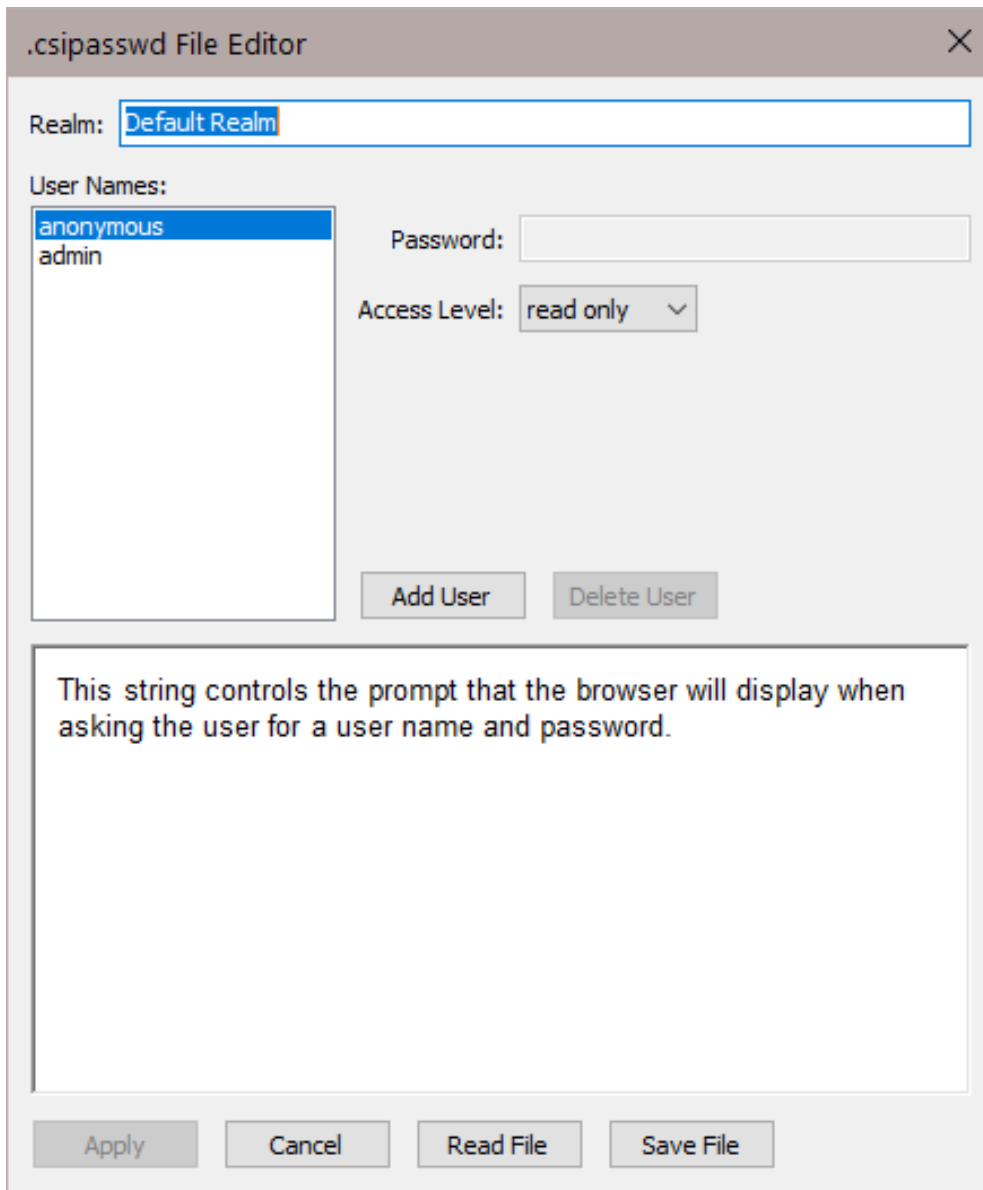 .csipasswd File Editor
Realm: Default Realm
User Names:
anonymous
admin
Password:
Access Level: read only
Add User Delete User
This string controls the prompt that the browser will display when
asking the user for a user name and password.
Apply Cancel Read File Save File